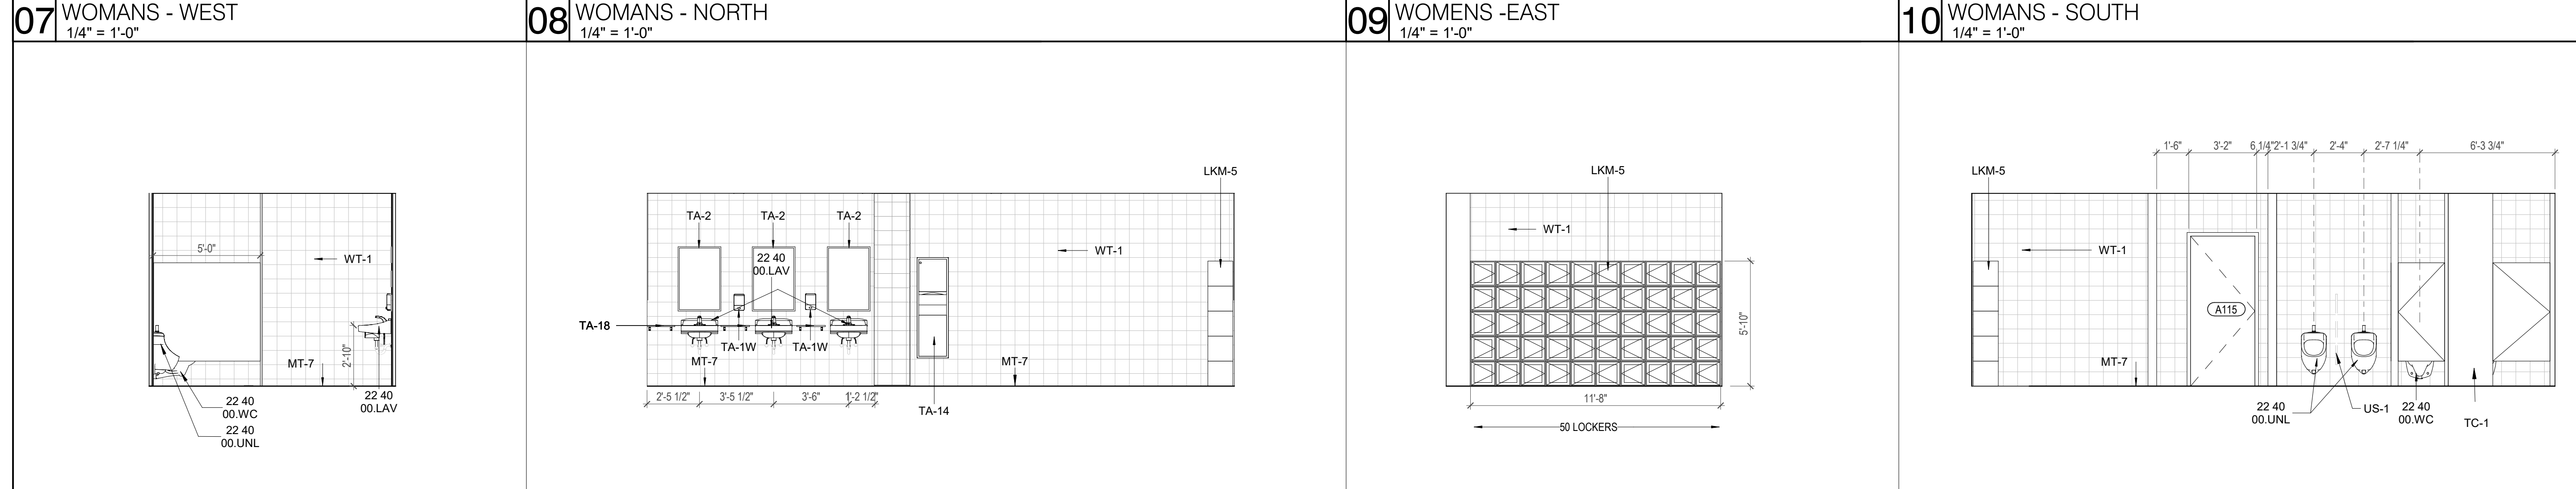 07
WOMANS - WEST
1/4" = 1'-0"
5'-0"
WT-1
2'-10"
MT-7
22 40
00.LAV
22 40
00.WC
22 40
00.UNL
08
WOMANS - NORTH
1/4" = 1'-0"
LKM-5
TA-2
TA-2
TA-2
WT-1
22 40
00.LAV
TA-18
TA-1W
TA-1W
MT-7
MT-7
2'-5 1/2"
3'-5 1/2"
3'-6"
1'-2 1/2"
TA-14
09
WOMENS -EAST
1/4" = 1'-0"
LKM-5
WT-1
5'-10"
11'-8"
50 LOCKERS
10
WOMANS - SOUTH
1/4" = 1'-0"
1'-6"
3'-2"
6 1/4"
2'-1 3/4"
2'-4"
2'-7 1/4"
6'-3 3/4"
LKM-5
WT-1
A115
MT-7
22 40
00.UNL
US-1
22 40
00.WC
TC-1